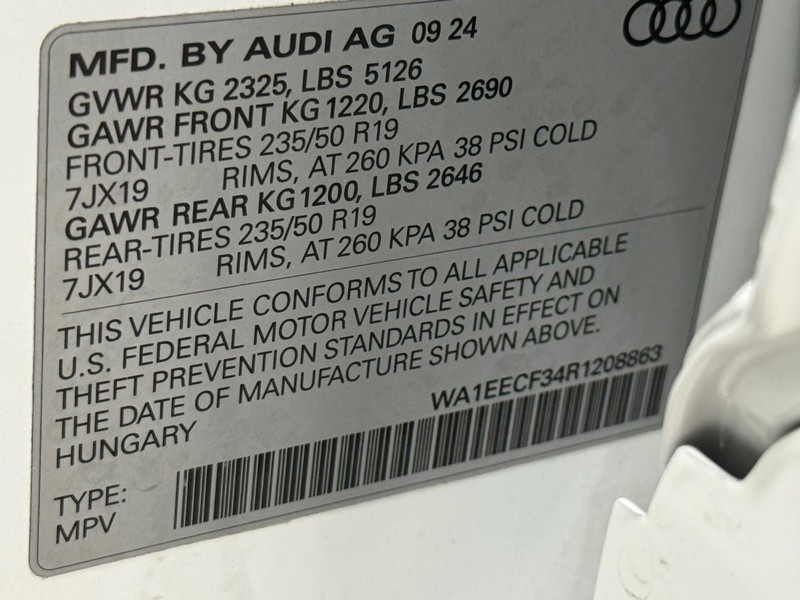 MFD. BY AUDI AG 09 24
GVWR KG 2325, LBS 5126
GAWR FRONT KG 1220, LBS 2690
FRONT-TIRES 235/50 R19
7JX19 RIMS, AT 260 KPA 38 PSI COLD
GAWR REAR KG 1200, LBS 2646
REAR-TIRES 235/50 R19
7JX19 RIMS, AT 260 KPA 38 PSI COLD
THIS VEHICLE CONFORMS TO ALL APPLICABLE
U.S. FEDERAL MOTOR VEHICLE SAFETY AND
THEFT PREVENTION STANDARDS IN EFFECT ON
THE DATE OF MANUFACTURE SHOWN ABOVE.
HUNGARY
WA1EECF34R1208863
TYPE:
MPV